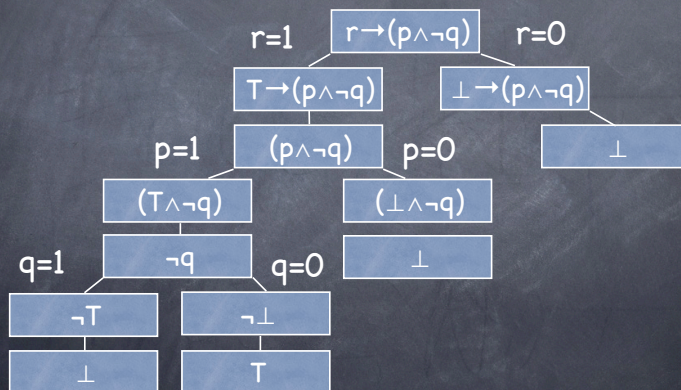 r=1 r→(p∧¬q) r=0
T→(p∧¬q) ⊥→(p∧¬q)
p=1 (p∧¬q) p=0 ⊥
(T∧¬q) (⊥∧¬q)
q=1 ¬q q=0 ⊥
¬T ¬⊥
⊥ T